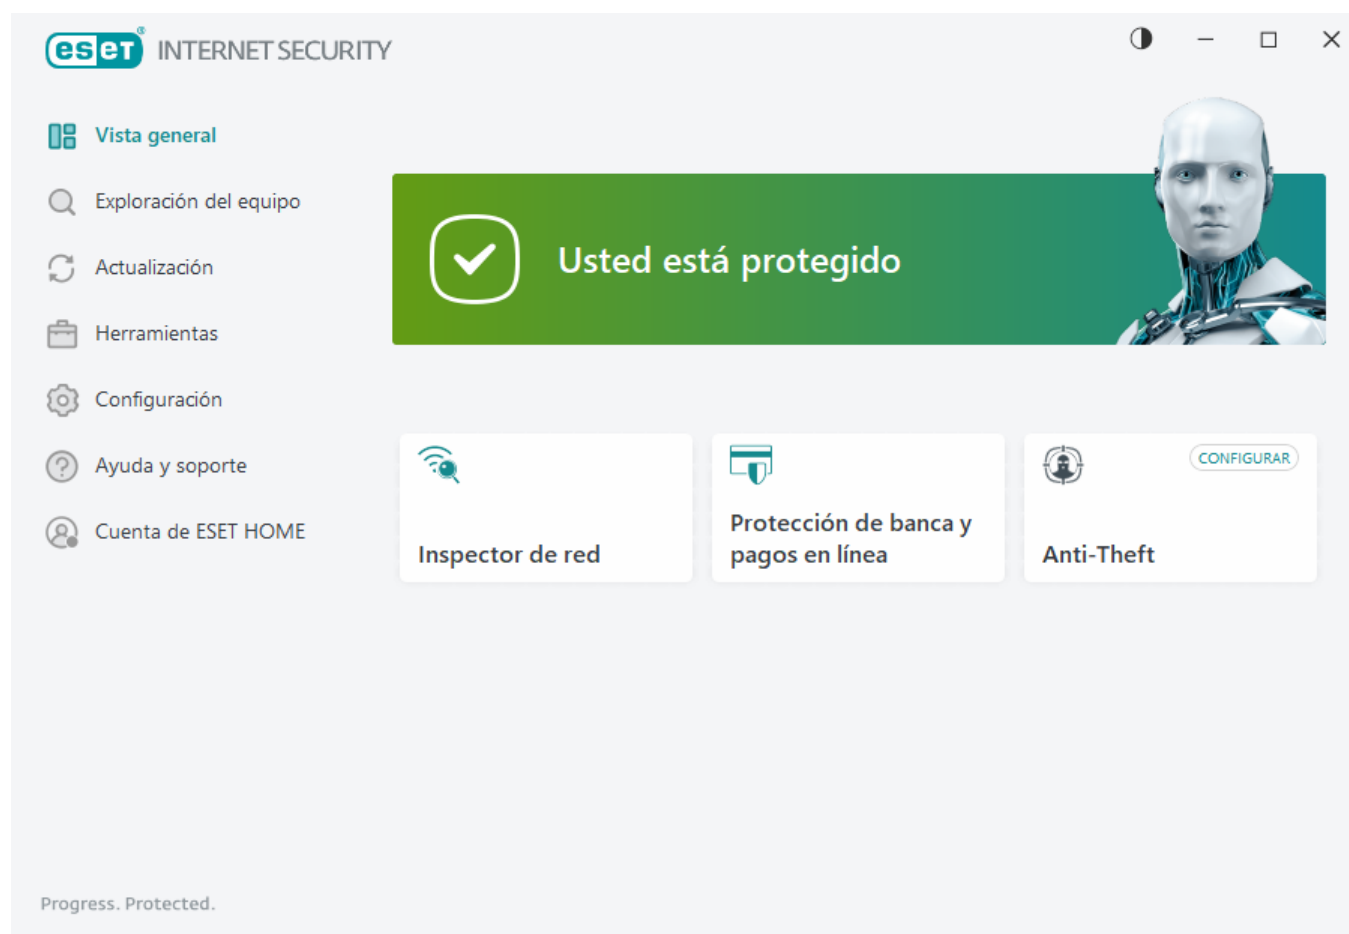 eset® INTERNET SECURITY
Vista general
Exploración del equipo
Actualización
Herramientas
Configuración
Ayuda y soporte
Cuenta de ESET HOME
Usted está protegido
Inspector de red
Protección de banca y
pagos en línea
CONFIGURAR
Anti-Theft
Progress. Protected.